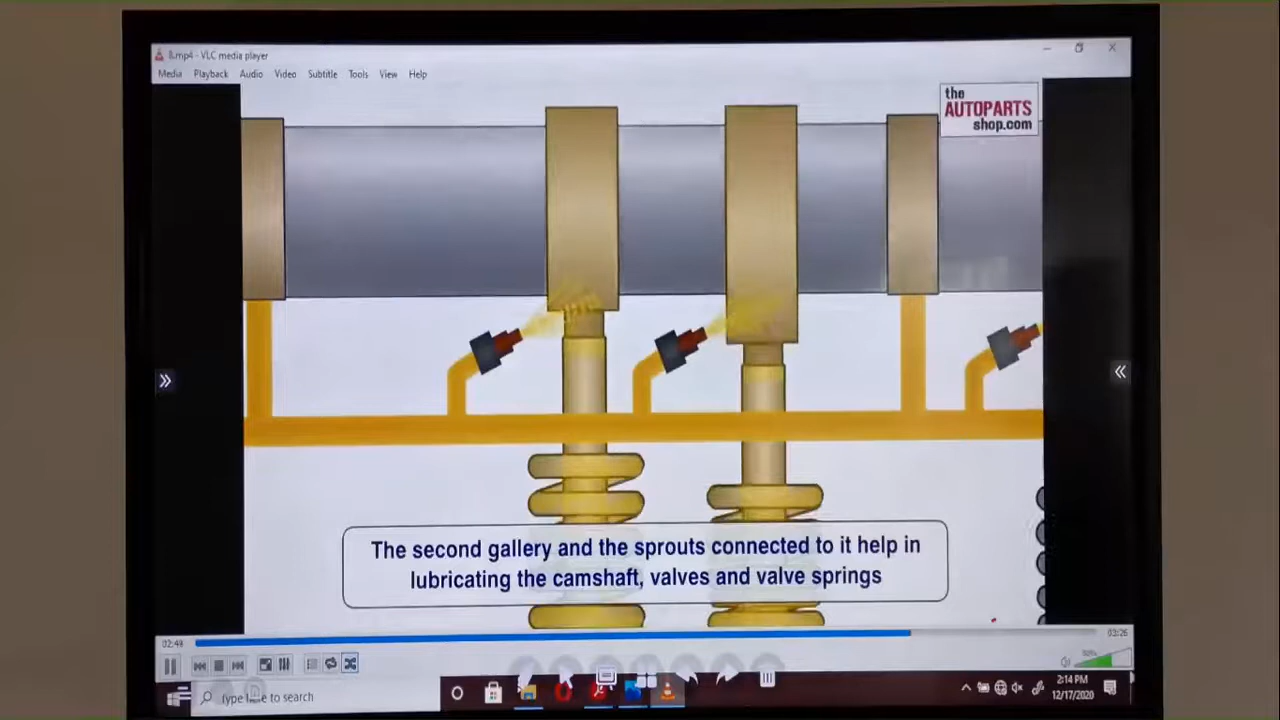 8.mp4 - VLC media player
Media Playback Audio Video Subtitle Tools View Help
the
AUTOPARTS
shop.com
The second gallery and the sprouts connected to it help in
lubricating the camshaft, valves and valve springs
02:49
03:26
Type here to search
2:14 PM
12/17/2020